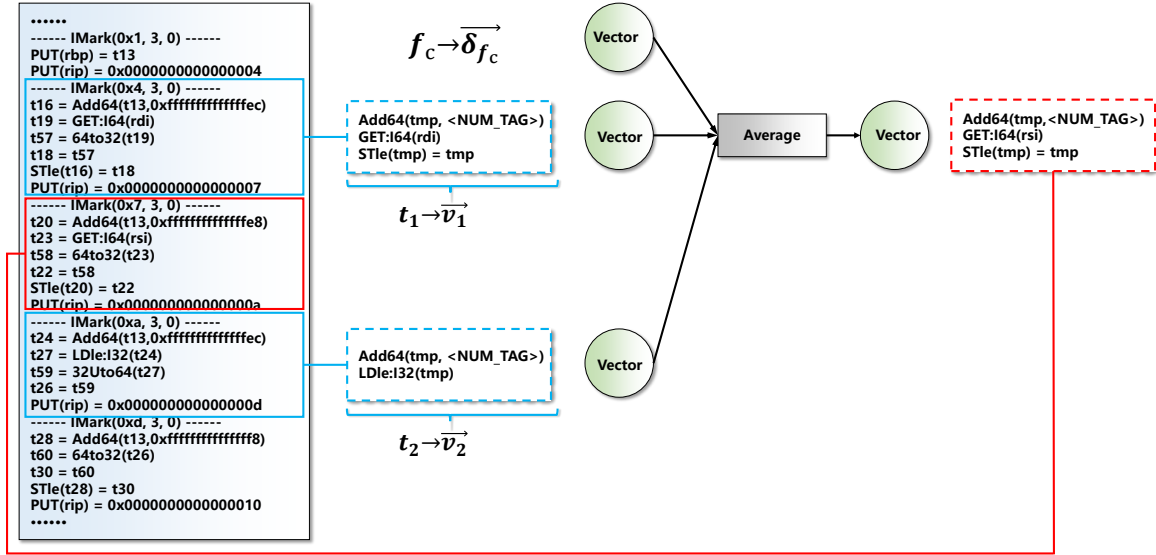 ••••••
------ IMark(0x1, 3, 0) ------
PUT(rbp) = t13
PUT(rip) = 0x0000000000000004
------ IMark(0x4, 3, 0) ------
t16 = Add64(t13,0xffffffffffffffec)
t19 = GET:I64(rdi)
t57 = 64to32(t19)
t18 = t57
STle(t16) = t18
PUT(rip) = 0x0000000000000007
------ IMark(0x7, 3, 0) ------
t20 = Add64(t13,0xffffffffffffffe8)
t23 = GET:I64(rsi)
t58 = 64to32(t23)
t22 = t58
STle(t20) = t22
PUT(rip) = 0x000000000000000a
------ IMark(0xa, 3, 0) ------
t24 = Add64(t13,0xffffffffffffffec)
t27 = LDle:I32(t24)
t59 = 32Uto64(t27)
t26 = t59
PUT(rip) = 0x000000000000000d
------ IMark(0xd, 3, 0) ------
t28 = Add64(t13,0xfffffffffffffff8)
t60 = 64to32(t26)
t30 = t60
STle(t28) = t30
PUT(rip) = 0x0000000000000010
••••••
f_c→δ_{f_c}
Add64(tmp, <NUM_TAG>)
GET:I64(rdi)
STle(tmp) = tmp
t_1→v_1
Add64(tmp, <NUM_TAG>)
LDle:I32(tmp)
t_2→v_2
Vector
Vector
Vector
Average
Vector
Add64(tmp,<NUM_TAG>)
GET:I64(rsi)
STle(tmp) = tmp